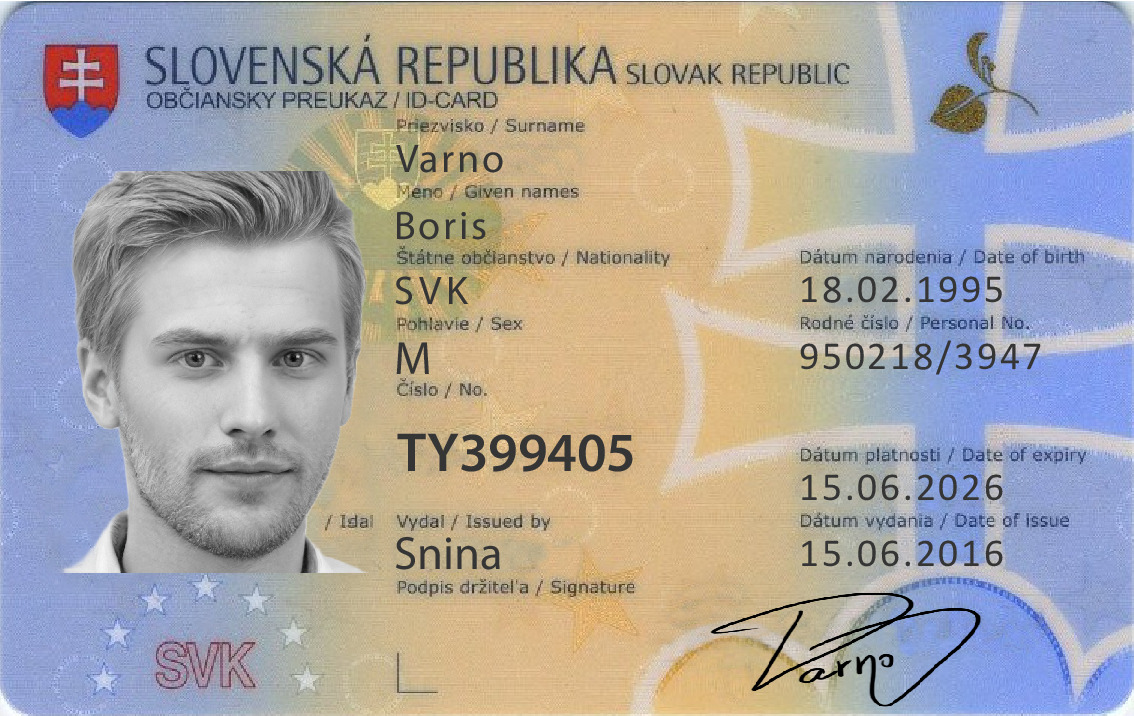 SLOVENSKÁ REPUBLIKA SLOVAK REPUBLIC
OBČIANSKY PREUKAZ / ID-CARD
Priezvisko / Surname
Varno
Meno / Given names
Boris
Štátne občianstvo / Nationality
SVK
Dátum narodenia / Date of birth
18.02.1995
Pohlavie / Sex
M
Rodné číslo / Personal No.
950218/3947
Číslo / No.
TY399405
Dátum platnosti / Date of expiry
15.06.2026
/ Isdal
Vydal / Issued by
Snina
Dátum vydania / Date of issue
15.06.2016
Podpis držiteľa / Signature
Varno
SVK